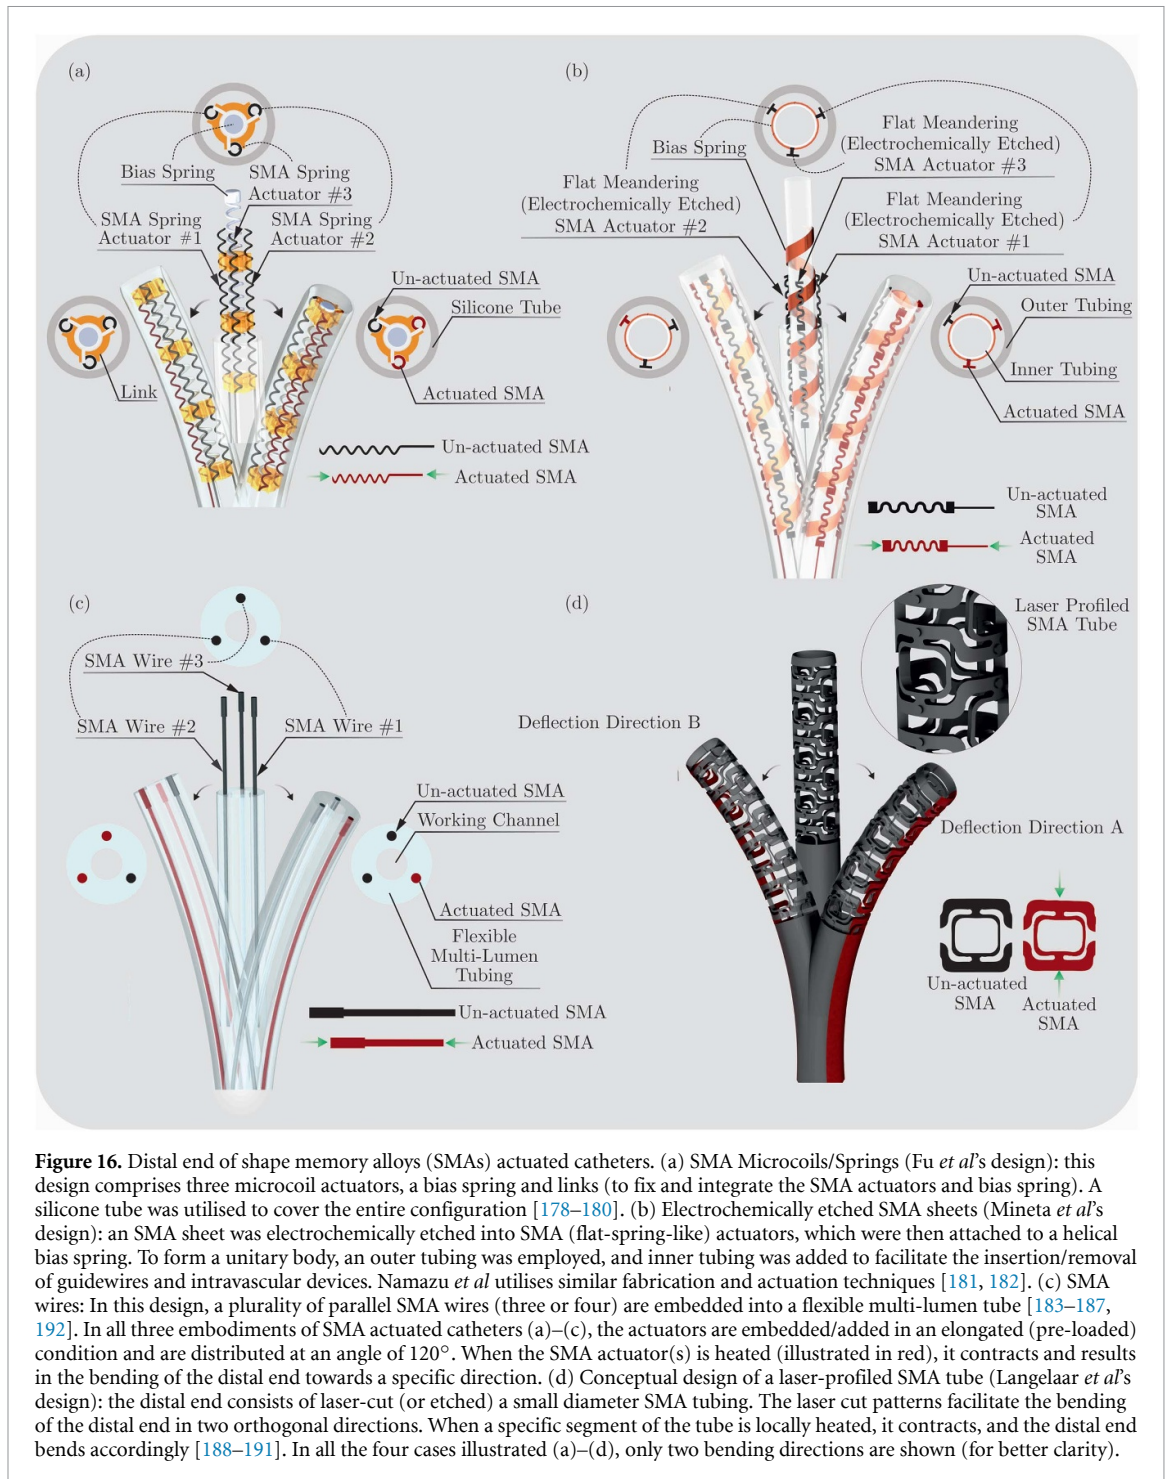 (a)
Bias Spring
SMA Spring
Actuator #3
SMA Spring
Actuator #1
SMA Spring
Actuator #2
Un-actuated SMA
Silicone Tube
Link
Actuated SMA
Un-actuated SMA
Actuated SMA
(b)
Bias Spring
Flat Meandering
(Electrochemically Etched)
SMA Actuator #3
Flat Meandering
(Electrochemically Etched)
SMA Actuator #2
Flat Meandering
(Electrochemically Etched)
SMA Actuator #1
Un-actuated SMA
Outer Tubing
Inner Tubing
Actuated SMA
Un-actuated
SMA
Actuated
SMA
(c)
SMA Wire #3
SMA Wire #2
SMA Wire #1
Un-actuated SMA
Working Channel
Actuated SMA
Flexible
Multi-Lumen
Tubing
Un-actuated SMA
Actuated SMA
(d)
Laser Profiled
SMA Tube
Deflection Direction B
Deflection Direction A
Un-actuated
SMA
Actuated
SMA
Figure 16. Distal end of shape memory alloys (SMAs) actuated catheters. (a) SMA Microcoils/Springs (Fu et al's design): this
design comprises three microcoil actuators, a bias spring and links (to fix and integrate the SMA actuators and bias spring). A
silicone tube was utilised to cover the entire configuration [178–180]. (b) Electrochemically etched SMA sheets (Mineta et al's
design): an SMA sheet was electrochemically etched into SMA (flat-spring-like) actuators, which were then attached to a helical
bias spring. To form a unitary body, an outer tubing was employed, and inner tubing was added to facilitate the insertion/removal
of guidewires and intravascular devices. Namazu et al utilises similar fabrication and actuation techniques [181, 182]. (c) SMA
wires: In this design, a plurality of parallel SMA wires (three or four) are embedded into a flexible multi-lumen tube [183–187,
192]. In all three embodiments of SMA actuated catheters (a)–(c), the actuators are embedded/added in an elongated (pre-loaded)
condition and are distributed at an angle of 120°. When the SMA actuator(s) is heated (illustrated in red), it contracts and results
in the bending of the distal end towards a specific direction. (d) Conceptual design of a laser-profiled SMA tube (Langelaar et al's
design): the distal end consists of laser-cut (or etched) a small diameter SMA tubing. The laser cut patterns facilitate the bending
of the distal end in two orthogonal directions. When a specific segment of the tube is locally heated, it contracts, and the distal end
bends accordingly [188–191]. In all the four cases illustrated (a)–(d), only two bending directions are shown (for better clarity).